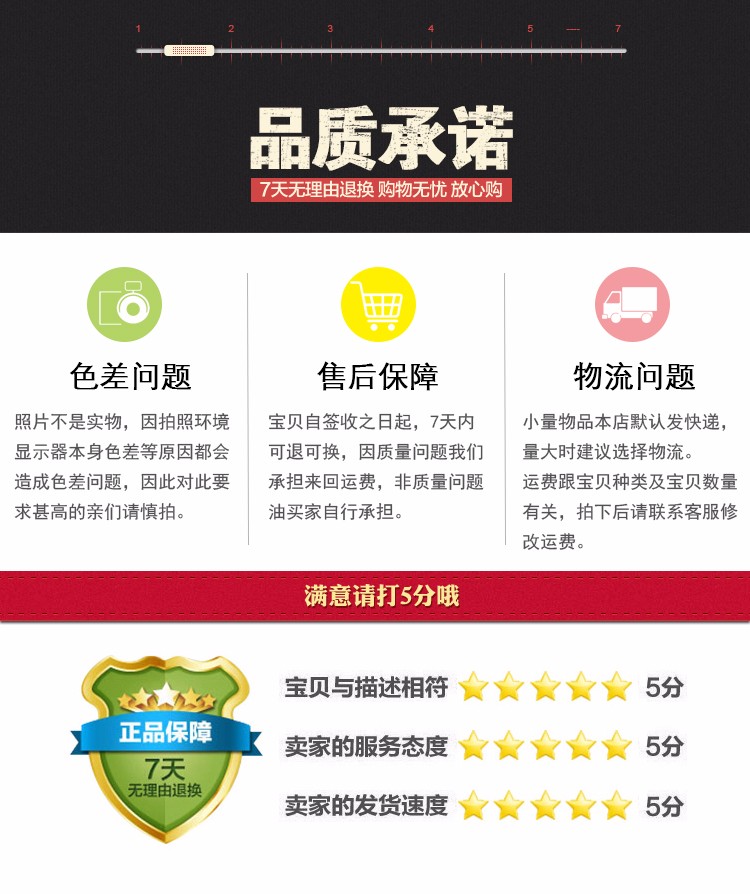 1 2 3 4 5 ---- 7
品质承诺
7天无理由退换 购物无忧 放心购
色差问题
照片不是实物，因拍照环境
显示器本身色差等原因都会
造成色差问题，因此对此要
求甚高的亲们请慎拍。
售后保障
宝贝自签收之日起，7天内
可退可换，因质量问题我们
承担来回运费，非质量问题
油买家自行承担。
物流问题
小量物品本店默认发快递，
量大时建议选择物流。
运费跟宝贝种类及宝贝数量
有关，拍下后请联系客服修
改运费。
满意请打5分哦
正品保障
7天
无理由退换
宝贝与描述相符 5分
卖家的服务态度 5分
卖家的发货速度 5分